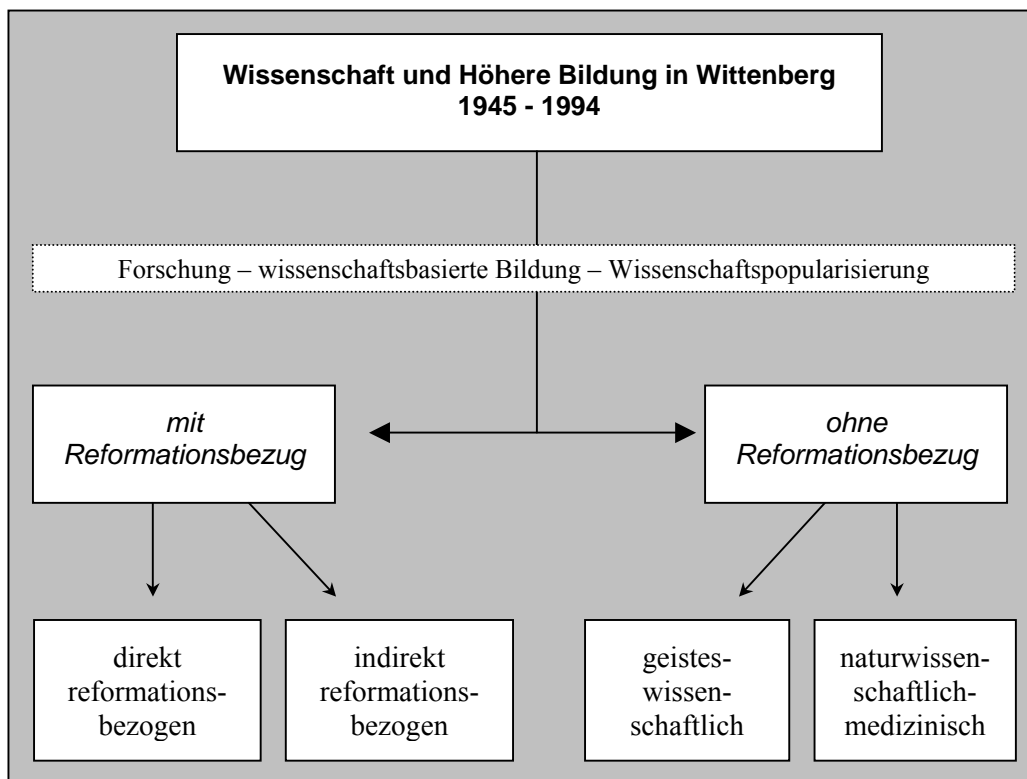 Wissenschaft und Höhere Bildung in Wittenberg
1945 - 1994
Forschung – wissenschaftsbasierte Bildung – Wissenschaftspopularisierung
mit
Reformationsbezug
ohne
Reformationsbezug
direkt
reformations-
bezogen
indirekt
reformations-
bezogen
geistes-
wissen-
schaftlich
naturwissen-
schaftlich-
medizinisch